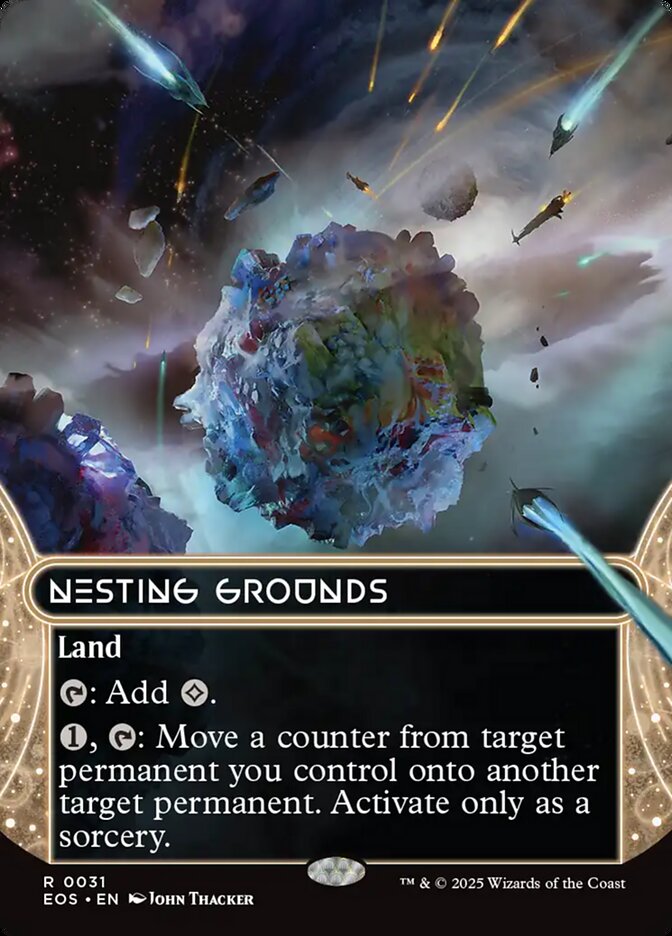 NESTING GROUNDS
Land
: Add .
1, : Move a counter from target
permanent you control onto another
target permanent. Activate only as a
sorcery.
R 0031
EOS • EN John Thacker
™ & © 2025 Wizards of the Coast